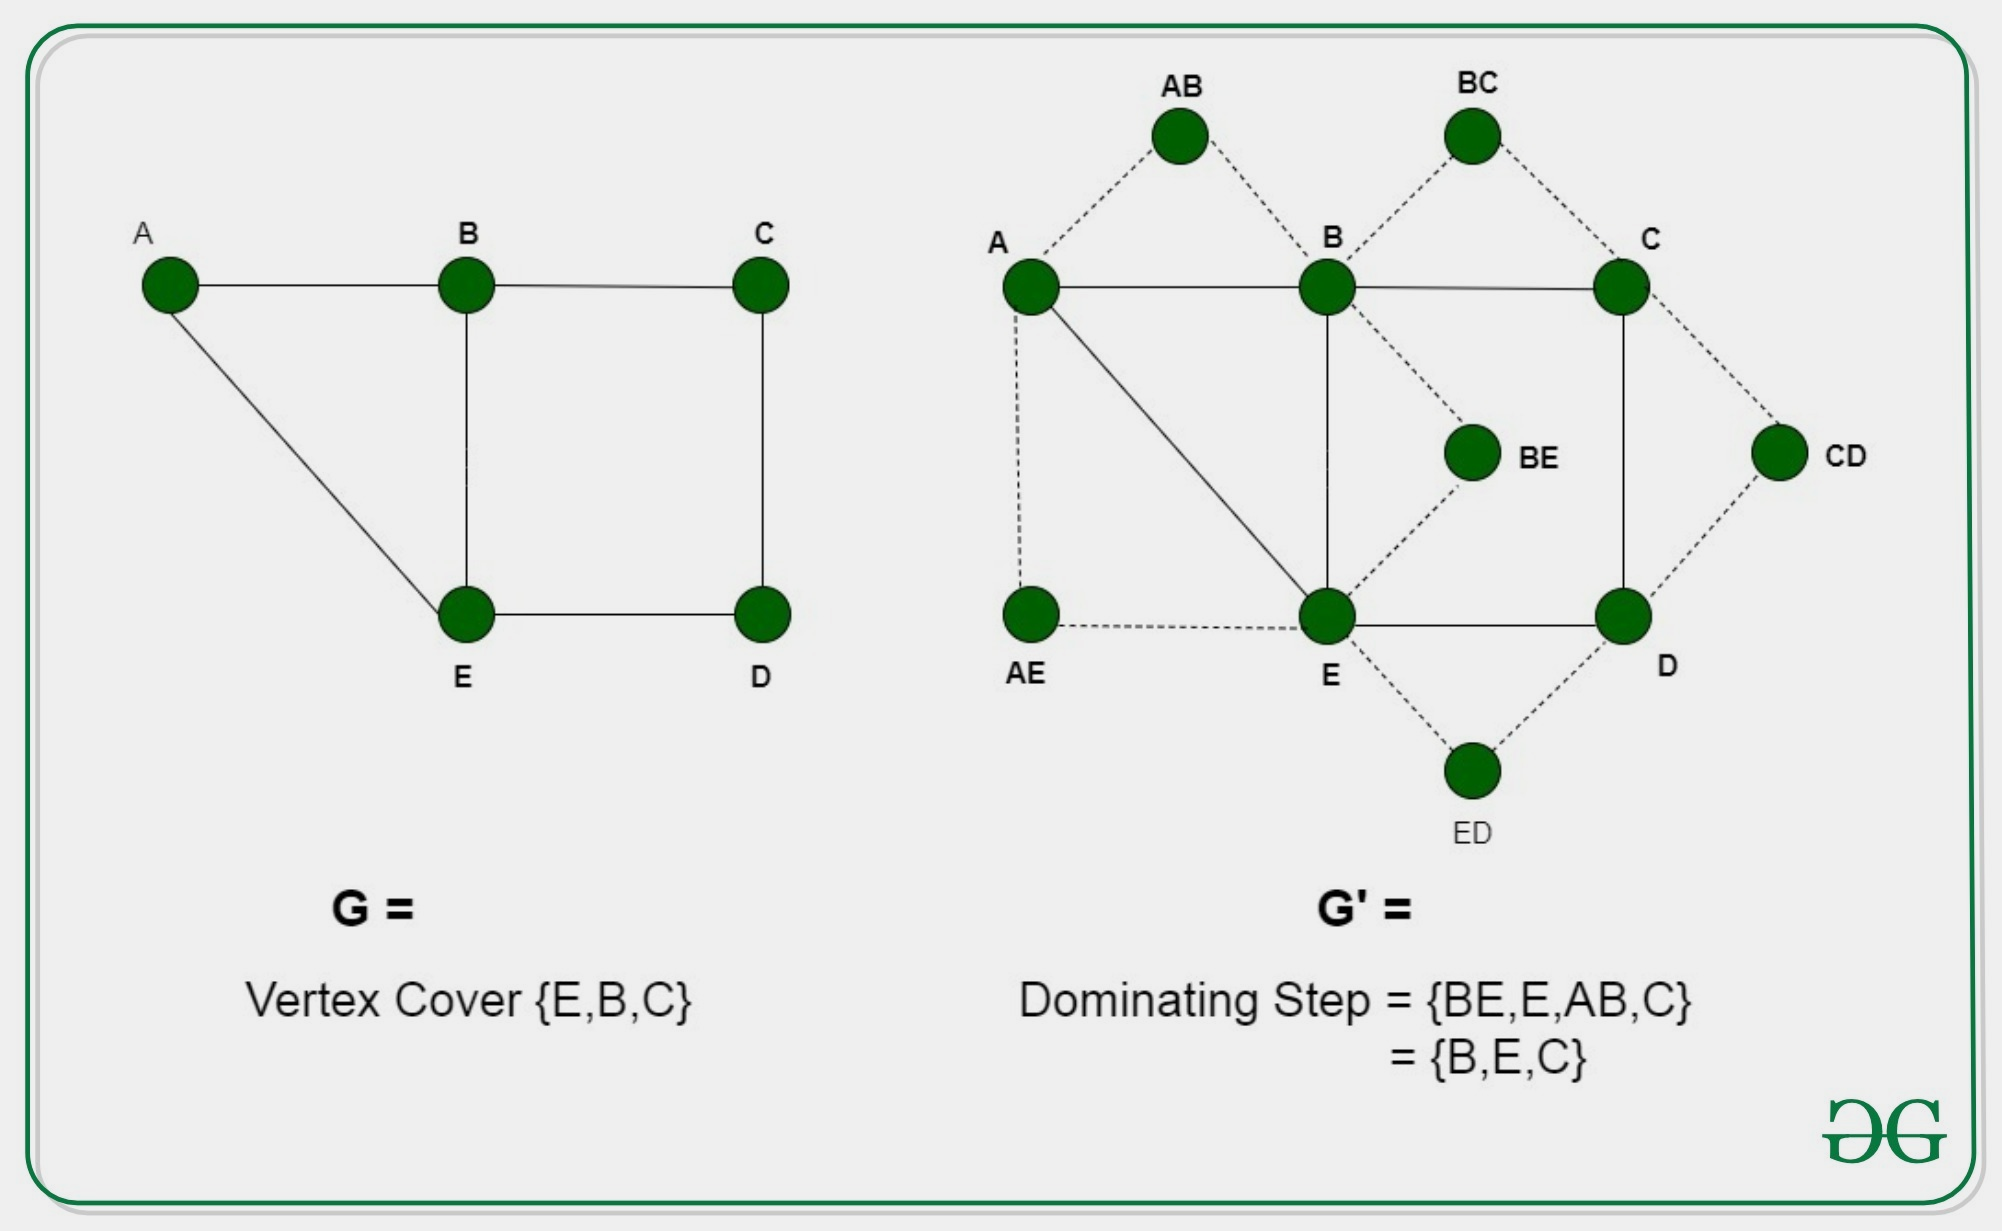 A
B
C
E
D
AB
BC
A
B
C
BE
CD
AE
E
D
ED
G =
Vertex Cover {E,B,C}
G' =
Dominating Step = {BE,E,AB,C}
= {B,E,C}